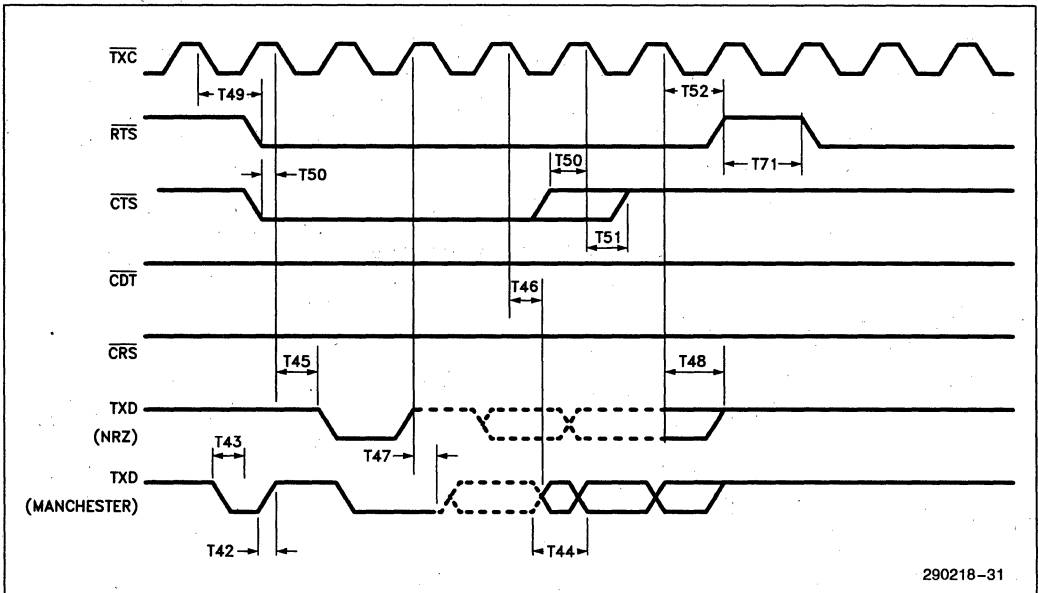 TXC
T49
T52
RTS
T50
T50
T71
CTS
T51
CDT
T46
CRS
T45
T48
TXD
(NRZ)
T43
T47
TXD
(MANCHESTER)
T42
T44
290218-31